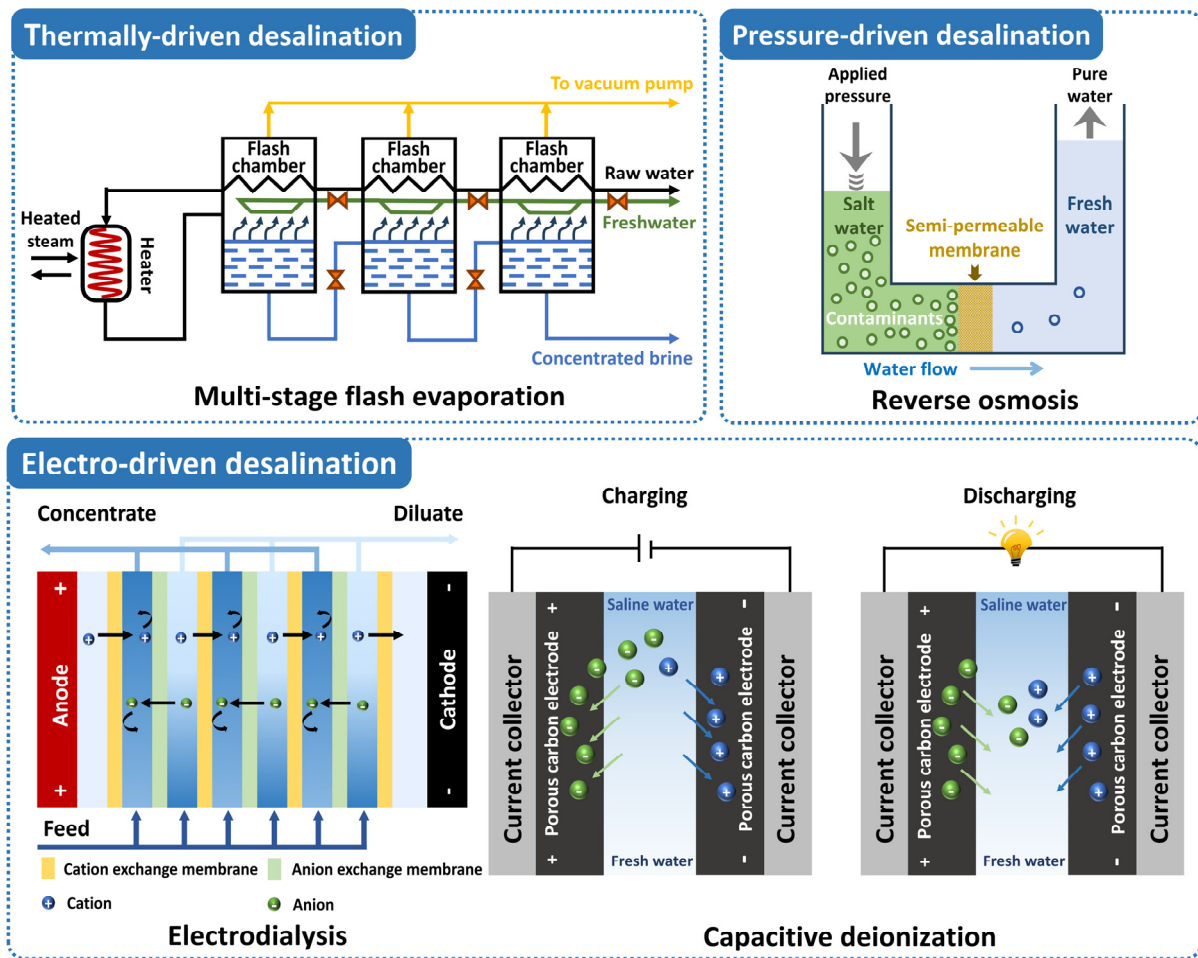 Thermally-driven desalination
To vacuum pump
Flash
chamber
Flash
chamber
Flash
chamber
Raw water
Freshwater
Heated
steam
Heater
Concentrated brine
Multi-stage flash evaporation
Pressure-driven desalination
Applied
pressure
Pure
water
Salt
water
Fresh
water
Semi-permeable
membrane
Contaminants
Water flow
Reverse osmosis
Electro-driven desalination
Concentrate
Diluate
+
Anode
+
-
Cathode
-
+
+
+
+
+
+
+
-
-
-
-
-
-
Feed
Cation exchange membrane
Anion exchange membrane
+ Cation
- Anion
Electrodialysis
Charging
Current collector
+ Porous carbon electrode +
Saline water
Fresh water
- Porous carbon electrode -
Current collector
Discharging
Current collector
+ Porous carbon electrode +
Saline water
Fresh water
- Porous carbon electrode -
Current collector
Capacitive deionization